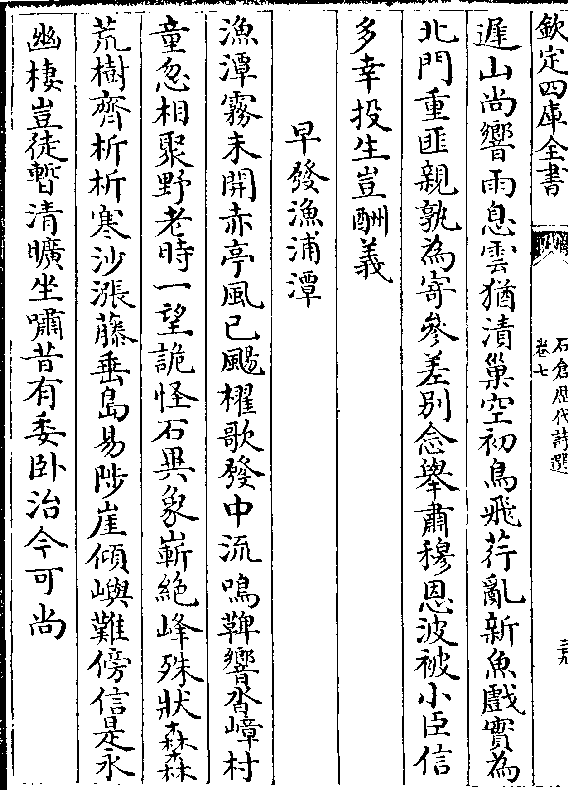 欽定四庫全書
石倉歴代詩選
卷七
遲山尚響雨息雲猶漬巢空初鳥飛荇亂新魚戲實為
北門重匪親孰為寄參差别念舉肅穆恩波被小臣信
多幸投生豈酬義
早發漁浦潭
漁潭霧未開赤亭風已颺櫂歌發中流鳴鞞響沓嶂村
童忽相聚野老時一望詭怪石異象嶄絶峰殊狀森森
荒樹齊析析寒沙漲藤垂島易陟崖傾嶼難傍信是永
幽棲豈徒暫清曠坐嘯昔有委卧治今可尚